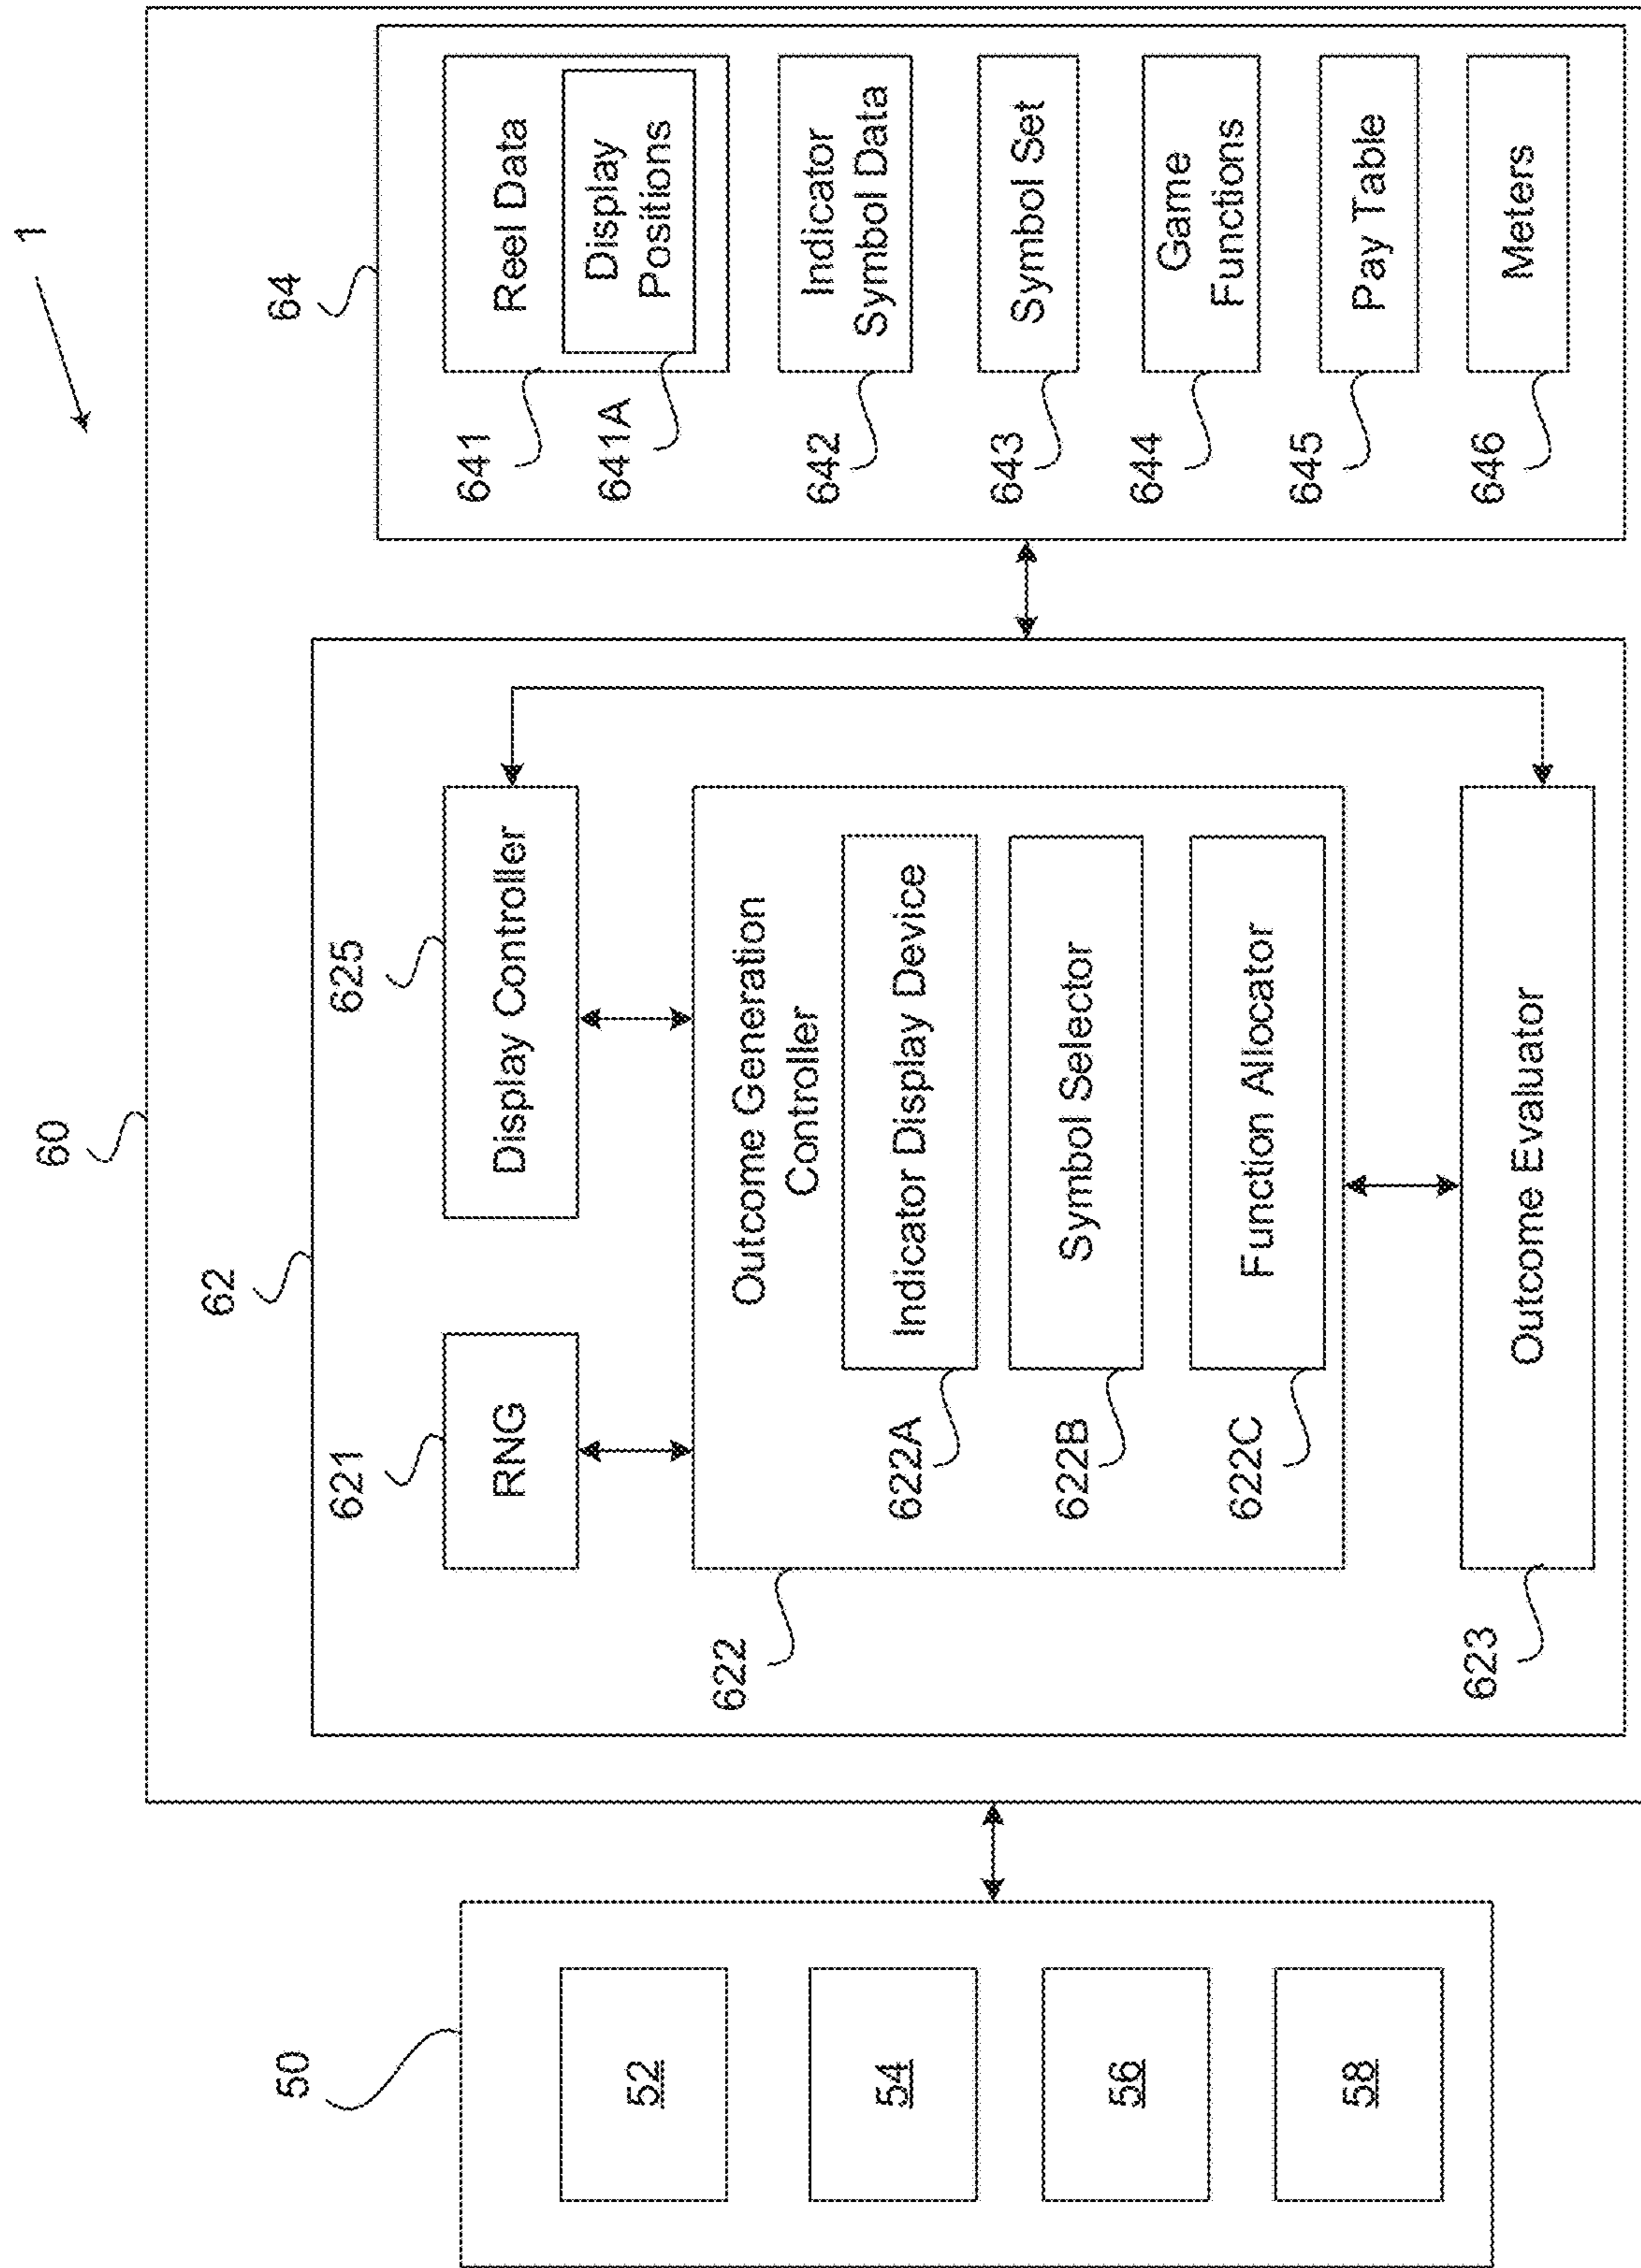 1
60
50
52
54
56
58
62
621
RNG
625
Display Controller
622
Outcome Generation
Controller
622A
Indicator Display Device
622B
Symbol Selector
622C
Function Allocator
623
Outcome Evaluator
64
641
Reel Data
641A
Display
Positions
642
Indicator
Symbol Data
643
Symbol Set
644
Game
Functions
645
Pay Table
646
Meters